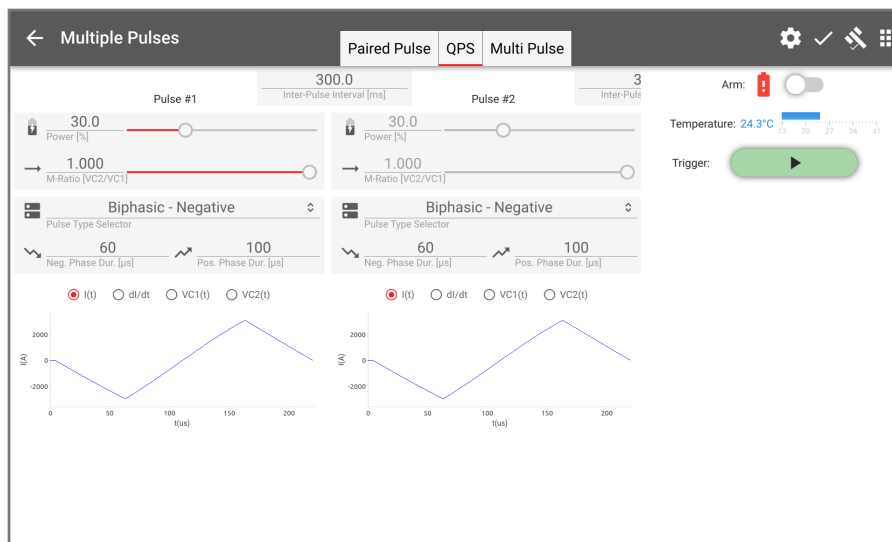 Multiple Pulses
Paired Pulse QPS Multi Pulse
300.0
Inter-Pulse Interval [ms]
3
Inter-Puls
Pulse #1
Pulse #2
Arm:
30.0
Power [%]
1.000
M-Ratio [VC2/VC1]
30.0
Power [%]
1.000
M-Ratio [VC2/VC1]
Temperature: 24.3°C
13 20 27 34 41
Trigger:
Biphasic - Negative
Pulse Type Selector
60
Neg. Phase Dur. [µs]
100
Pos. Phase Dur. [µs]
Biphasic - Negative
Pulse Type Selector
60
Neg. Phase Dur. [µs]
100
Pos. Phase Dur. [µs]
I(t) dI/dt VC1(t) VC2(t)
I(t) dI/dt VC1(t) VC2(t)
I(A)
2000
0
-2000
0 50 100 150 200
t(us)
I(A)
2000
0
-2000
0 50 100 150 200
t(us)